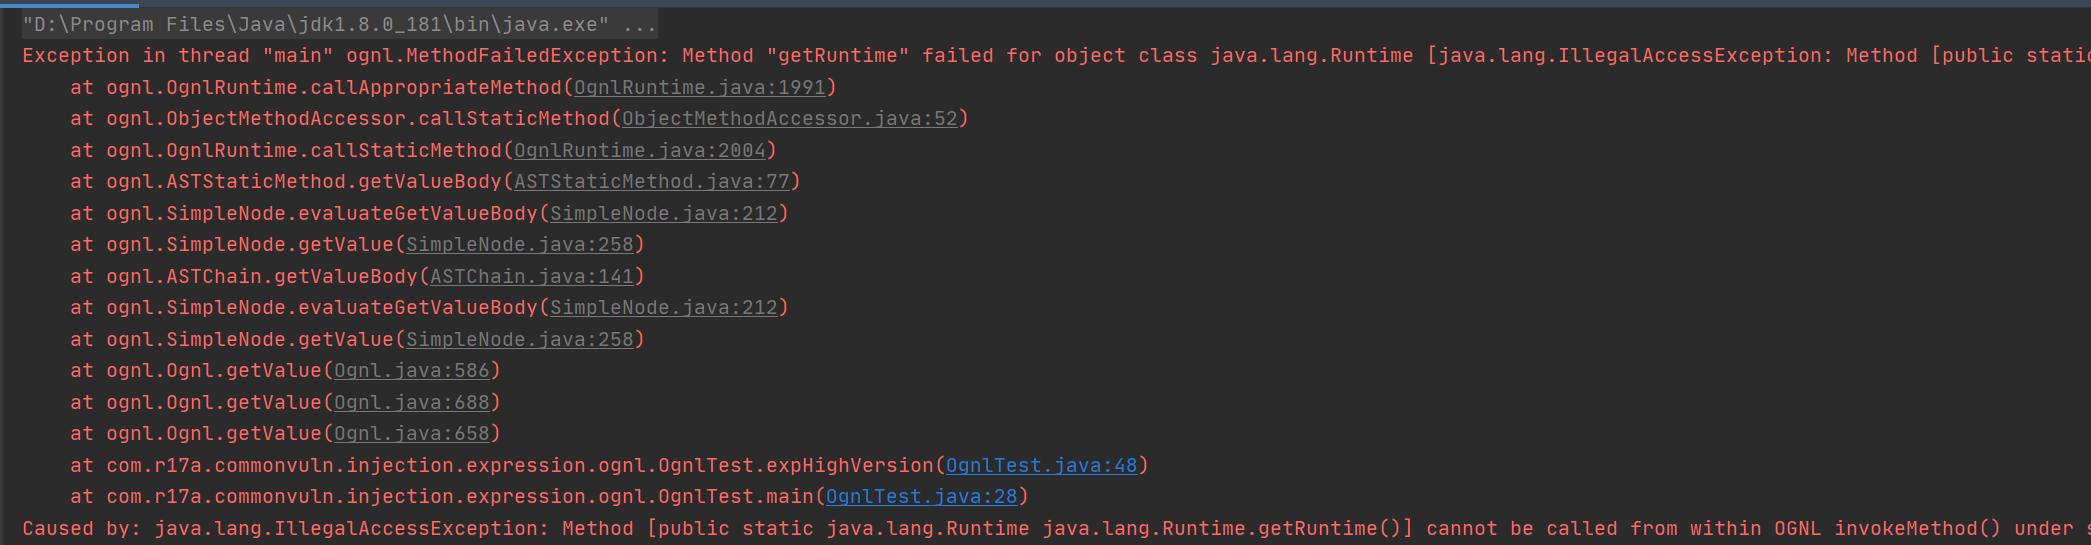 "D:\Program Files\Java\jdk1.8.0_181\bin\java.exe" ...
Exception in thread "main" ognl.MethodFailedException: Method "getRuntime" failed for object class java.lang.Runtime [java.lang.IllegalAccessException: Method [public static
at ognl.OgnlRuntime.callAppropriateMethod(OgnlRuntime.java:1991)
at ognl.ObjectMethodAccessor.callStaticMethod(ObjectMethodAccessor.java:52)
at ognl.OgnlRuntime.callStaticMethod(OgnlRuntime.java:2004)
at ognl.ASTStaticMethod.getValueBody(ASTStaticMethod.java:77)
at ognl.SimpleNode.evaluateGetValueBody(SimpleNode.java:212)
at ognl.SimpleNode.getValue(SimpleNode.java:258)
at ognl.ASTChain.getValueBody(ASTChain.java:141)
at ognl.SimpleNode.evaluateGetValueBody(SimpleNode.java:212)
at ognl.SimpleNode.getValue(SimpleNode.java:258)
at ognl.Ognl.getValue(Ognl.java:586)
at ognl.Ognl.getValue(Ognl.java:688)
at ognl.Ognl.getValue(Ognl.java:658)
at com.r17a.commonvuln.injection.expression.ognl.OgnlTest.expHighVersion(OgnlTest.java:48)
at com.r17a.commonvuln.injection.expression.ognl.OgnlTest.main(OgnlTest.java:28)
Caused by: java.lang.IllegalAccessException: Method [public static java.lang.Runtime java.lang.Runtime.getRuntime()] cannot be called from within OGNL invokeMethod() under